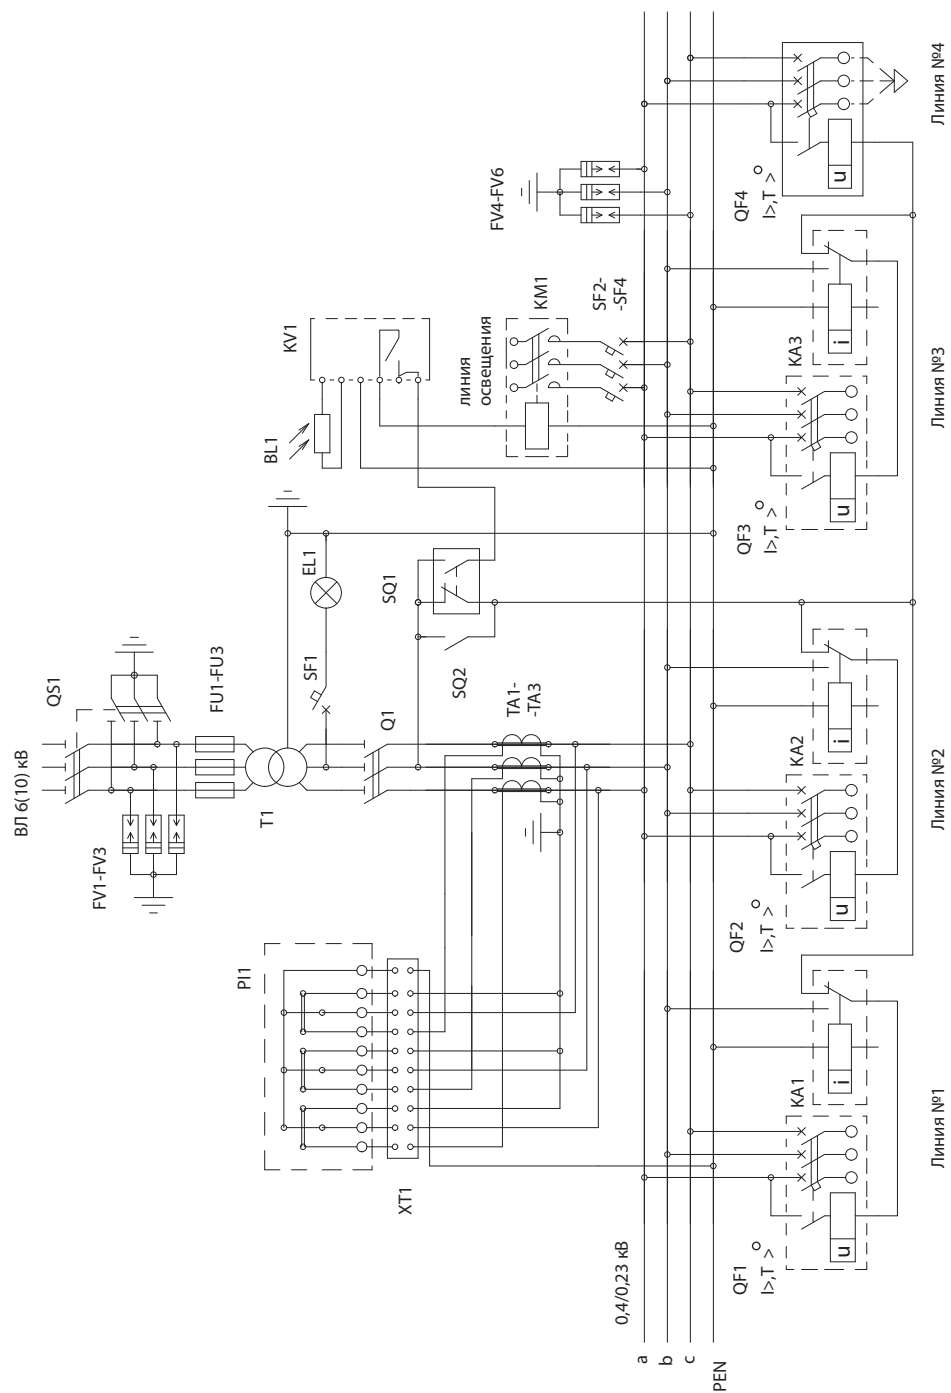 ВЛ 6(10) кВ
QS1
FV1-FV3
FU1-FU3
T1
SF1
EL1
Q1
TA1-
-TA3
SQ1
SQ2
BL1
KV1
линия
освещения
KM1
SF2-
-SF4
FV4-FV6
PI1
XT1
0,4/0,23 кВ
a
b
c
PEN
QF1
I>,T >
u
KA1
i
Линия №1
QF2
I>,T >
u
KA2
i
Линия №2
QF3
I>,T >
u
KA3
i
Линия №3
QF4
I>,T >
u
Линия №4